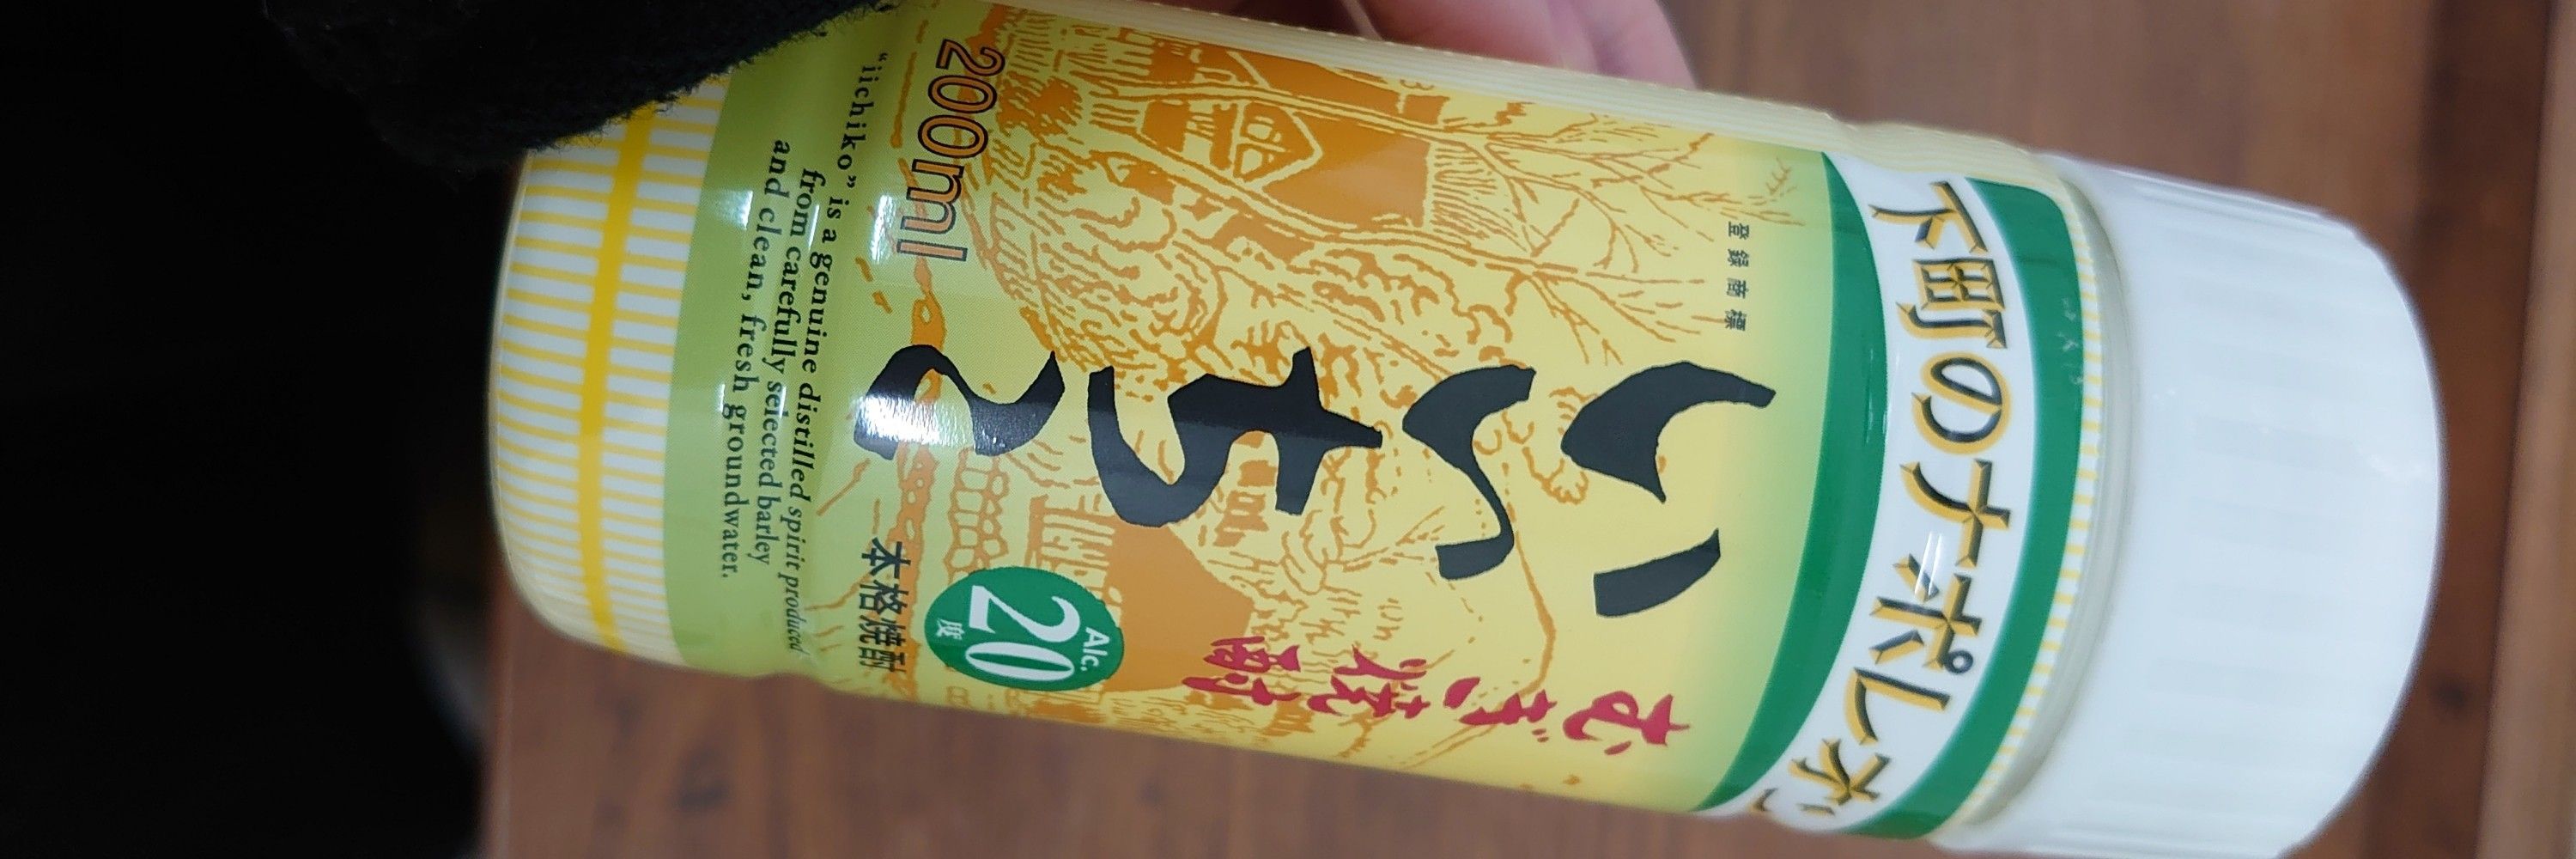 下町のナポレオン
登録商標
いいちこ
むぎ焼酎
200ml
Alc.
20
度
本格焼酎
“iichiko” is a genuine distilled spirit produced
from carefully selected barley
and clean, fresh groundwater.